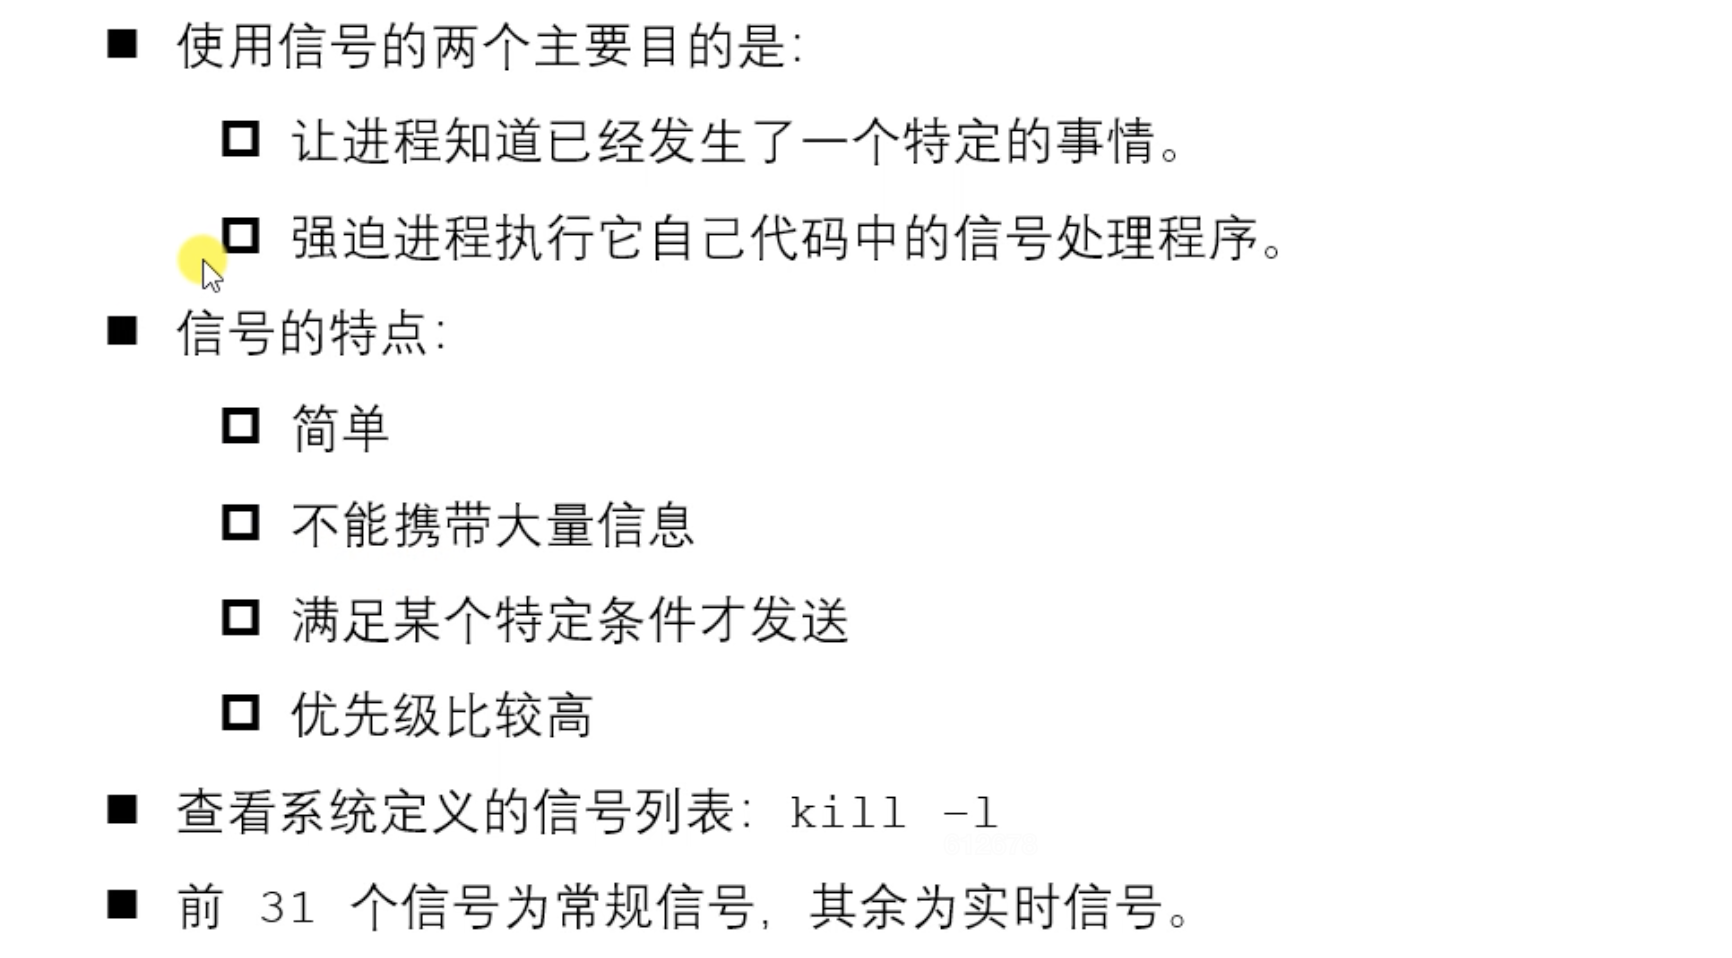 使用信号的两个主要目的是：
让进程知道已经发生了一个特定的事情。
强迫进程执行它自己代码中的信号处理程序。
信号的特点：
简单
不能携带大量信息
满足某个特定条件才发送
优先级比较高
查看系统定义的信号列表：kill –l
前 31 个信号为常规信号，其余为实时信号。